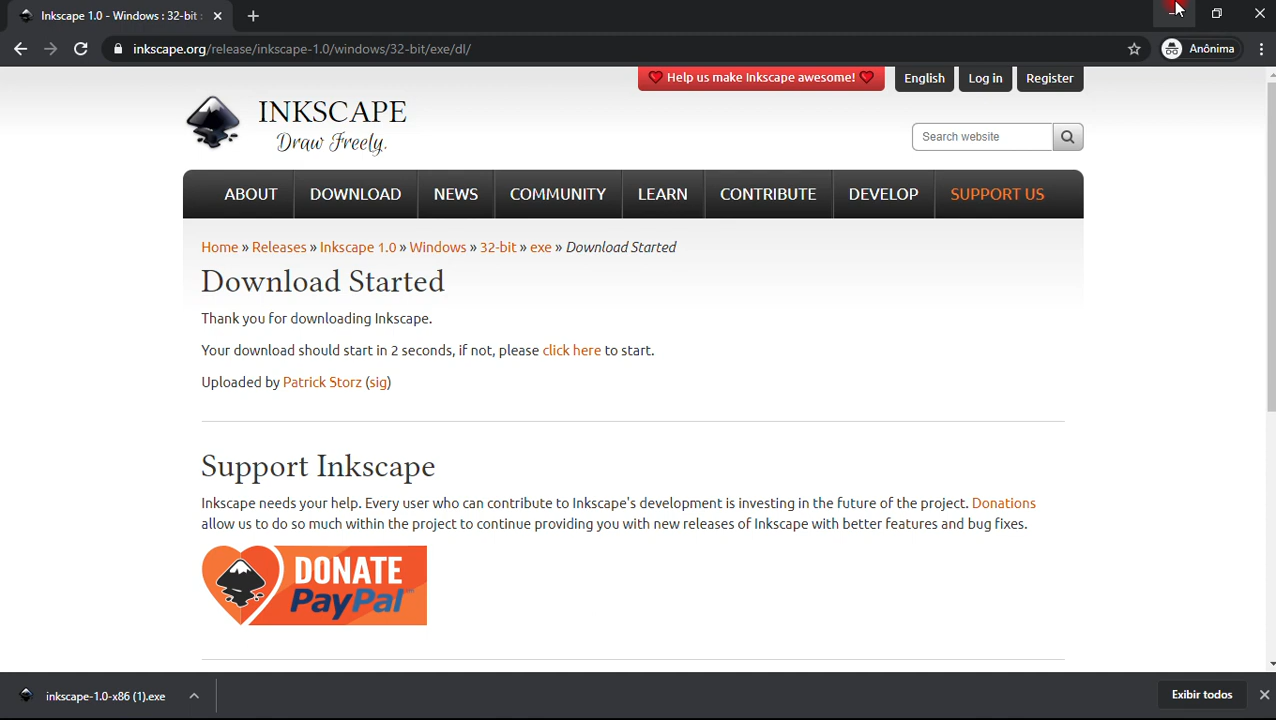 Inkscape 1.0 - Windows : 32-bit :
inkscape.org/release/inkscape-1.0/windows/32-bit/exe/dl/
Anônima
Help us make Inkscape awesome!
English
Log in
Register
INKSCAPE
Draw Freely.
Search website
ABOUT
DOWNLOAD
NEWS
COMMUNITY
LEARN
CONTRIBUTE
DEVELOP
SUPPORT US
Home » Releases » Inkscape 1.0 » Windows » 32-bit » exe » Download Started
Download Started
Thank you for downloading Inkscape.
Your download should start in 2 seconds, if not, please click here to start.
Uploaded by Patrick Storz (sig)
Support Inkscape
Inkscape needs your help. Every user who can contribute to Inkscape's development is investing in the future of the project. Donations
allow us to do so much within the project to continue providing you with new releases of Inkscape with better features and bug fixes.
DONATE
PayPal
inkscape-1.0-x86 (1).exe
Exibir todos